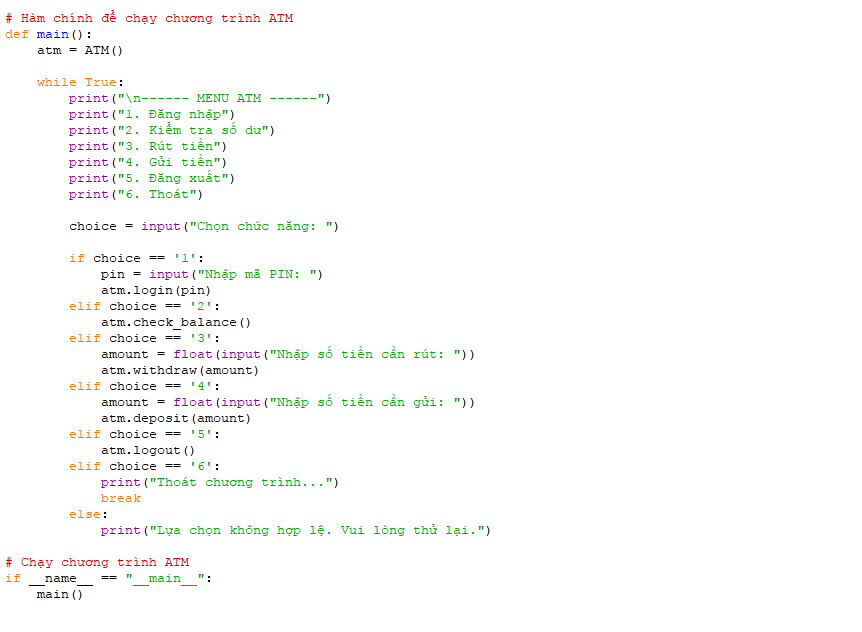 # Hàm chính để chạy chương trình ATM
def main():
    atm = ATM()

    while True:
        print("\n------ MENU ATM ------")
        print("1. Đăng nhập")
        print("2. Kiểm tra số dư")
        print("3. Rút tiền")
        print("4. Gửi tiền")
        print("5. Đăng xuất")
        print("6. Thoát")

        choice = input("Chọn chức năng: ")

        if choice == '1':
            pin = input("Nhập mã PIN: ")
            atm.login(pin)
        elif choice == '2':
            atm.check_balance()
        elif choice == '3':
            amount = float(input("Nhập số tiền cần rút: "))
            atm.withdraw(amount)
        elif choice == '4':
            amount = float(input("Nhập số tiền cần gửi: "))
            atm.deposit(amount)
        elif choice == '5':
            atm.logout()
        elif choice == '6':
            print("Thoát chương trình...")
            break
        else:
            print("Lựa chọn không hợp lệ. Vui lòng thử lại.")

# Chạy chương trình ATM
if __name__ == "__main__":
    main()